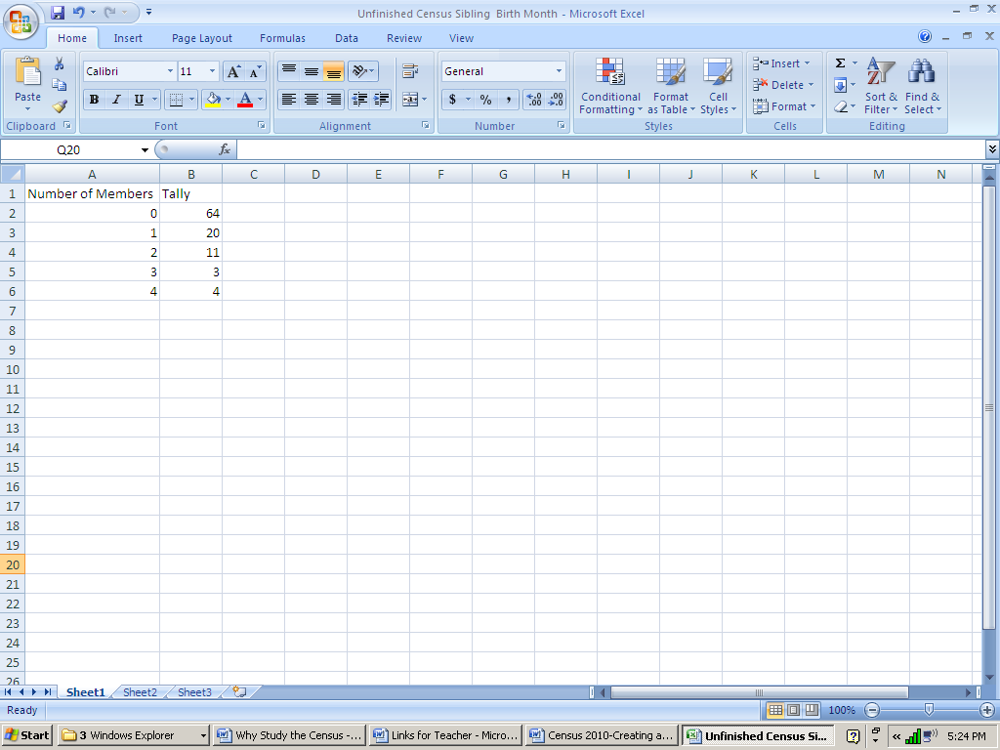 Unfinished Census Sibling  Birth Month - Microsoft Excel
Home Insert Page Layout Formulas Data Review View
Calibri 11 General
Paste
B I U $ % ,
Conditional Formatting Format as Table Cell Styles
Insert
Delete
Format
Σ
Sort & Filter Find & Select
Clipboard Font Alignment Number Styles Cells Editing
Q20 fx
A B C D E F G H I J K L M N
1 Number of Members Tally
2 0 64
3 1 20
4 2 11
5 3 3
6 4 4
7
8
9
10
11
12
13
14
15
16
17
18
19
20
21
22
23
24
25
26
Sheet1 Sheet2 Sheet3
Ready 100%
Start 3 Windows Explorer Why Study the Census -... Links for Teacher - Micro... Census 2010-Creating a... Unfinished Census Si... 5:24 PM